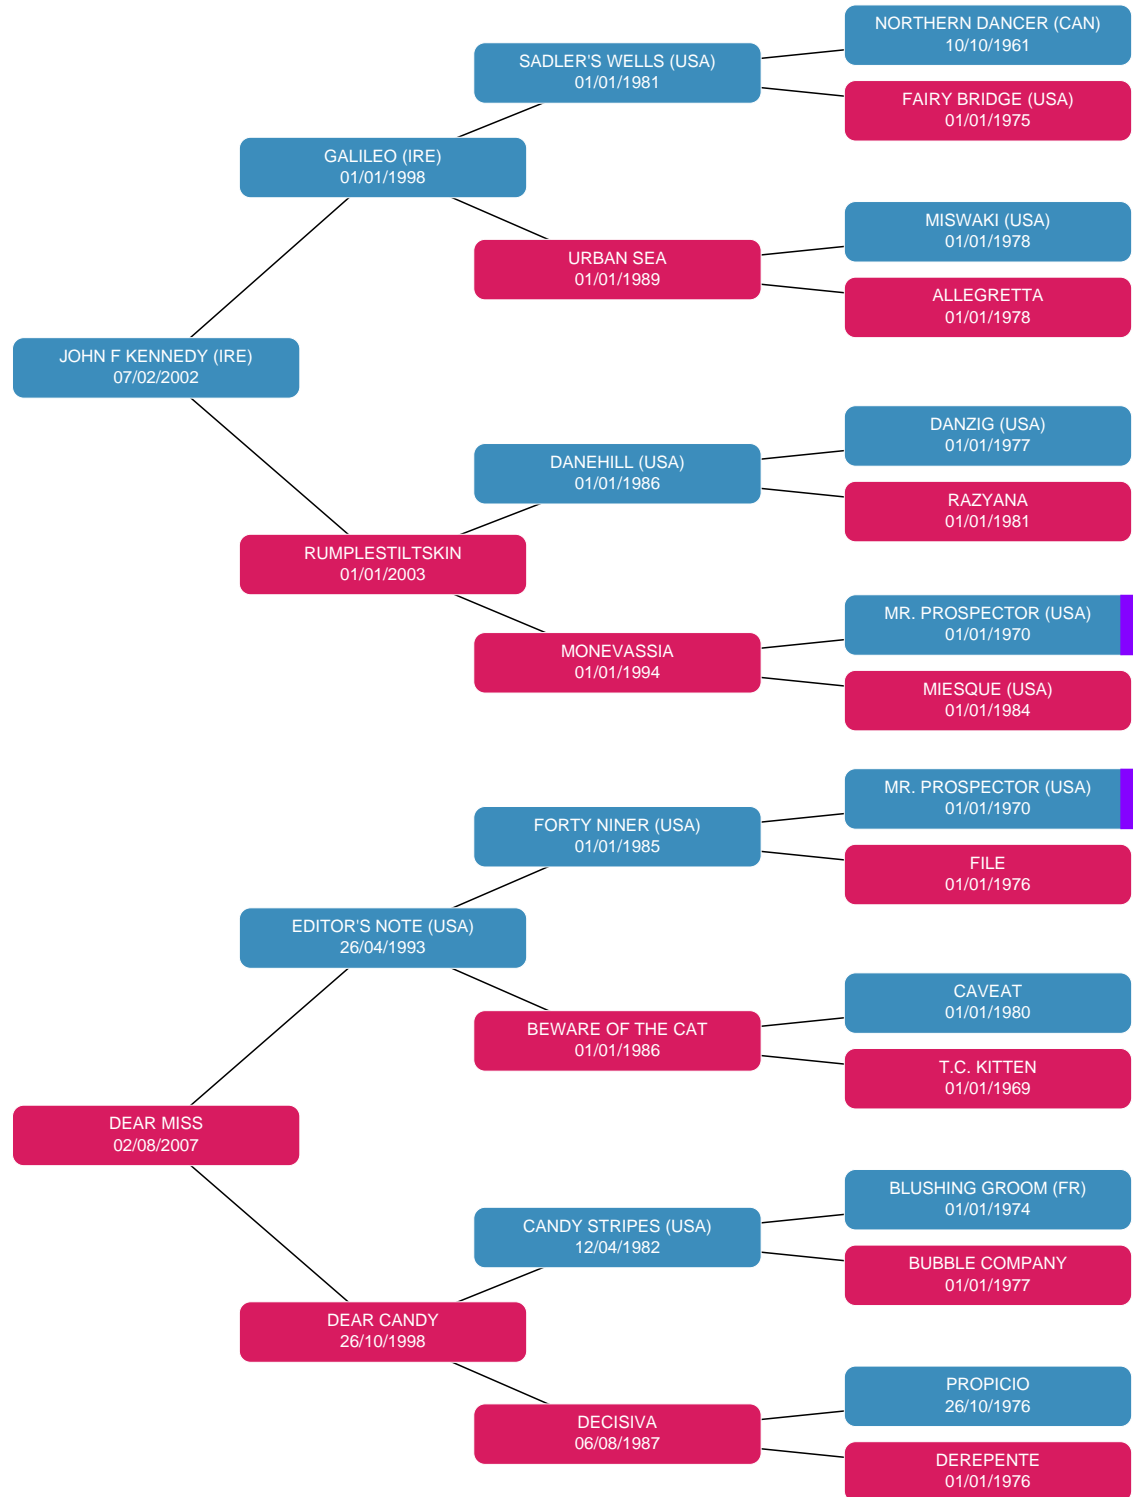 NORTHERN DANCER (CAN)
10/10/1961
SADLER'S WELLS (USA)
01/01/1981
FAIRY BRIDGE (USA)
01/01/1975
GALILEO (IRE)
01/01/1998
MISWAKI (USA)
01/01/1978
URBAN SEA
01/01/1989
ALLEGRETTA
01/01/1978
JOHN F KENNEDY (IRE)
07/02/2002
DANZIG (USA)
01/01/1977
DANEHILL (USA)
01/01/1986
RAZYANA
01/01/1981
RUMPLESTILTSKIN
01/01/2003
MR. PROSPECTOR (USA)
01/01/1970
MONEVASSIA
01/01/1994
MIESQUE (USA)
01/01/1984
MR. PROSPECTOR (USA)
01/01/1970
FORTY NINER (USA)
01/01/1985
FILE
01/01/1976
EDITOR'S NOTE (USA)
26/04/1993
CAVEAT
01/01/1980
BEWARE OF THE CAT
01/01/1986
T.C. KITTEN
01/01/1969
DEAR MISS
02/08/2007
BLUSHING GROOM (FR)
01/01/1974
CANDY STRIPES (USA)
12/04/1982
BUBBLE COMPANY
01/01/1977
DEAR CANDY
26/10/1998
PROPICIO
26/10/1976
DECISIVA
06/08/1987
DEREPENTE
01/01/1976